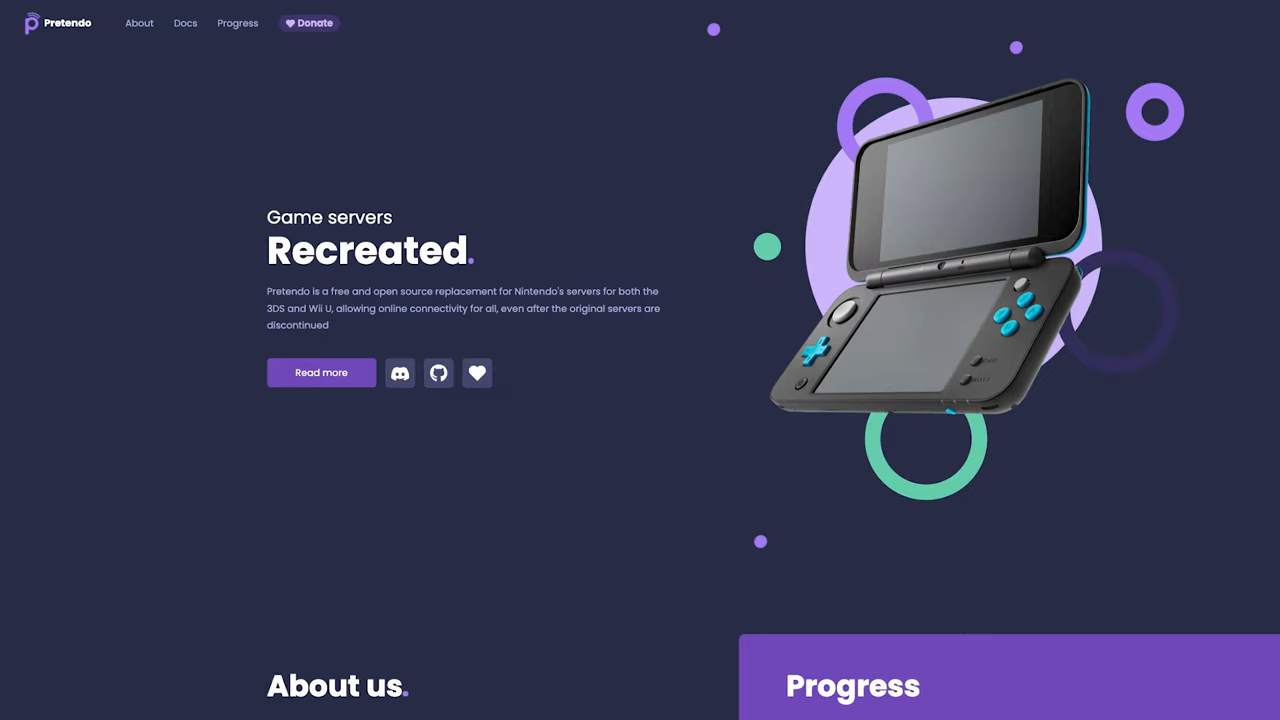 Pretendo
About
Docs
Progress
Donate
Game servers
Recreated.
Pretendo is a free and open source replacement for Nintendo's servers for both the
3DS and Wii U, allowing online connectivity for all, even after the original servers are
discontinued
Read more
About us.
Progress